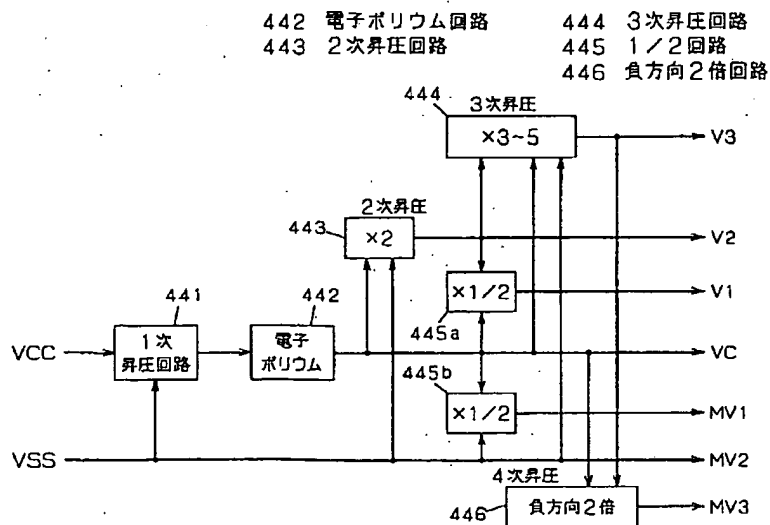 442 電子ポリウム回路
443 2次昇圧回路
444 3次昇圧回路
445 1/2回路
446 負方向2倍回路
444
3次昇圧
×3~5
V3
2次昇圧
443
×2
V2
441
442
×1/2
V1
445a
VCC
1次
昇圧回路
電子
ポリウム
VC
445b
×1/2
MV1
VSS
MV2
4次昇圧
446
負方向2倍
MV3